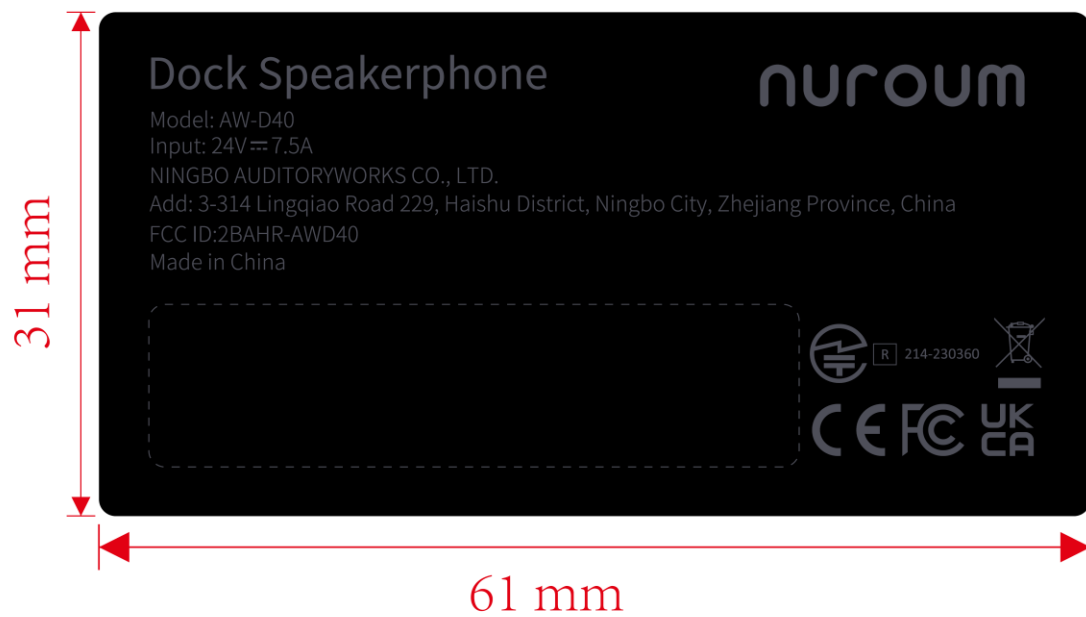 Dock Speakerphone
nuroum
Model: AW-D40
Input: 24V⎓7.5A
NINGBO AUDITORYWORKS CO., LTD.
Add: 3-314 Lingqiao Road 229, Haishu District, Ningbo City, Zhejiang Province, China
FCC ID:2BAHR-AWD40
Made in China
R 214-230360
CE FC UK CA
31 mm
61 mm